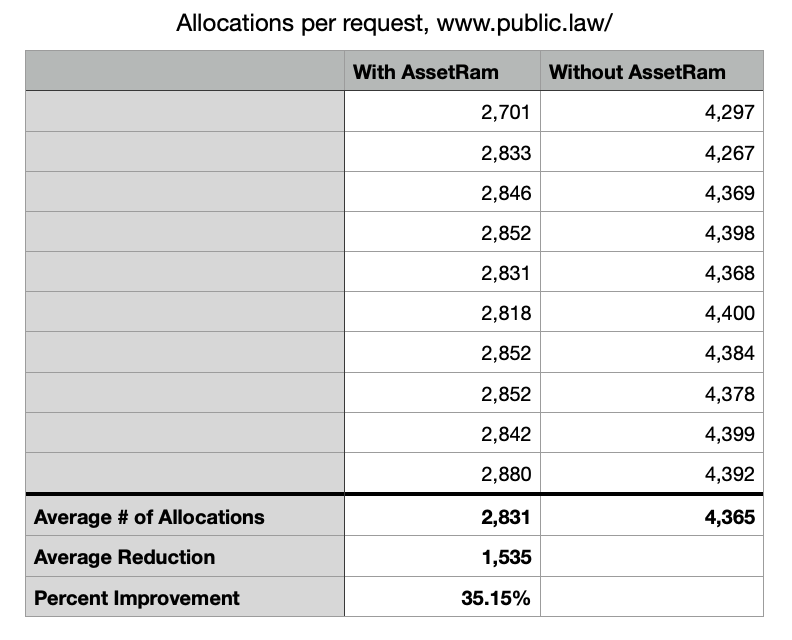 Allocations per request, www.public.law/
With AssetRam Without AssetRam
2,701 4,297
2,833 4,267
2,846 4,369
2,852 4,398
2,831 4,368
2,818 4,400
2,852 4,384
2,852 4,378
2,842 4,399
2,880 4,392
Average # of Allocations 2,831 4,365
Average Reduction 1,535
Percent Improvement 35.15%